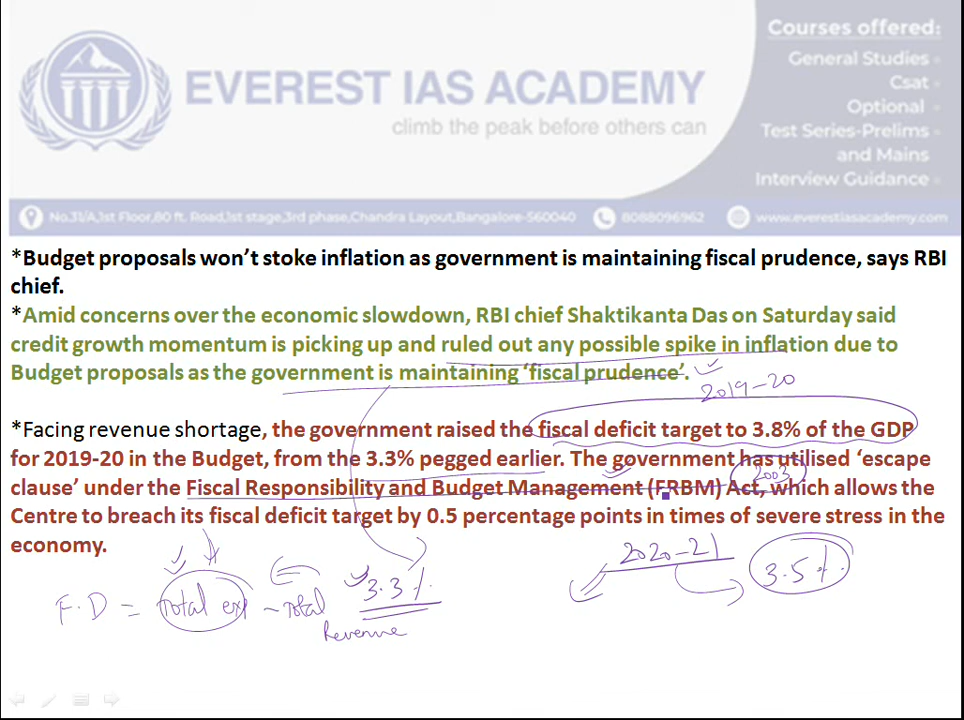 Courses offered:
General Studies
Csat
Optional
Test Series-Prelims
and Mains
Interview Guidance
EVEREST IAS ACADEMY
climb the peak before others can
No.31/A,1st Floor,80 ft. Road,1st stage,3rd phase,Chandra Layout,Bangalore-560040 8088096962 www.everestiasacademy.com
*Budget proposals won't stoke inflation as government is maintaining fiscal prudence, says RBI
chief.
*Amid concerns over the economic slowdown, RBI chief Shaktikanta Das on Saturday said
credit growth momentum is picking up and ruled out any possible spike in inflation due to
Budget proposals as the government is maintaining 'fiscal prudence'.
2019-20
*Facing revenue shortage, the government raised the fiscal deficit target to 3.8% of the GDP
for 2019-20 in the Budget, from the 3.3% pegged earlier. The government has utilised 'escape
2003
clause' under the Fiscal Responsibility and Budget Management (FRBM) Act, which allows the
Centre to breach its fiscal deficit target by 0.5 percentage points in times of severe stress in the
economy.
2020-21
3.5%.
3.3%
F.D = Total exp - Total
Revenue